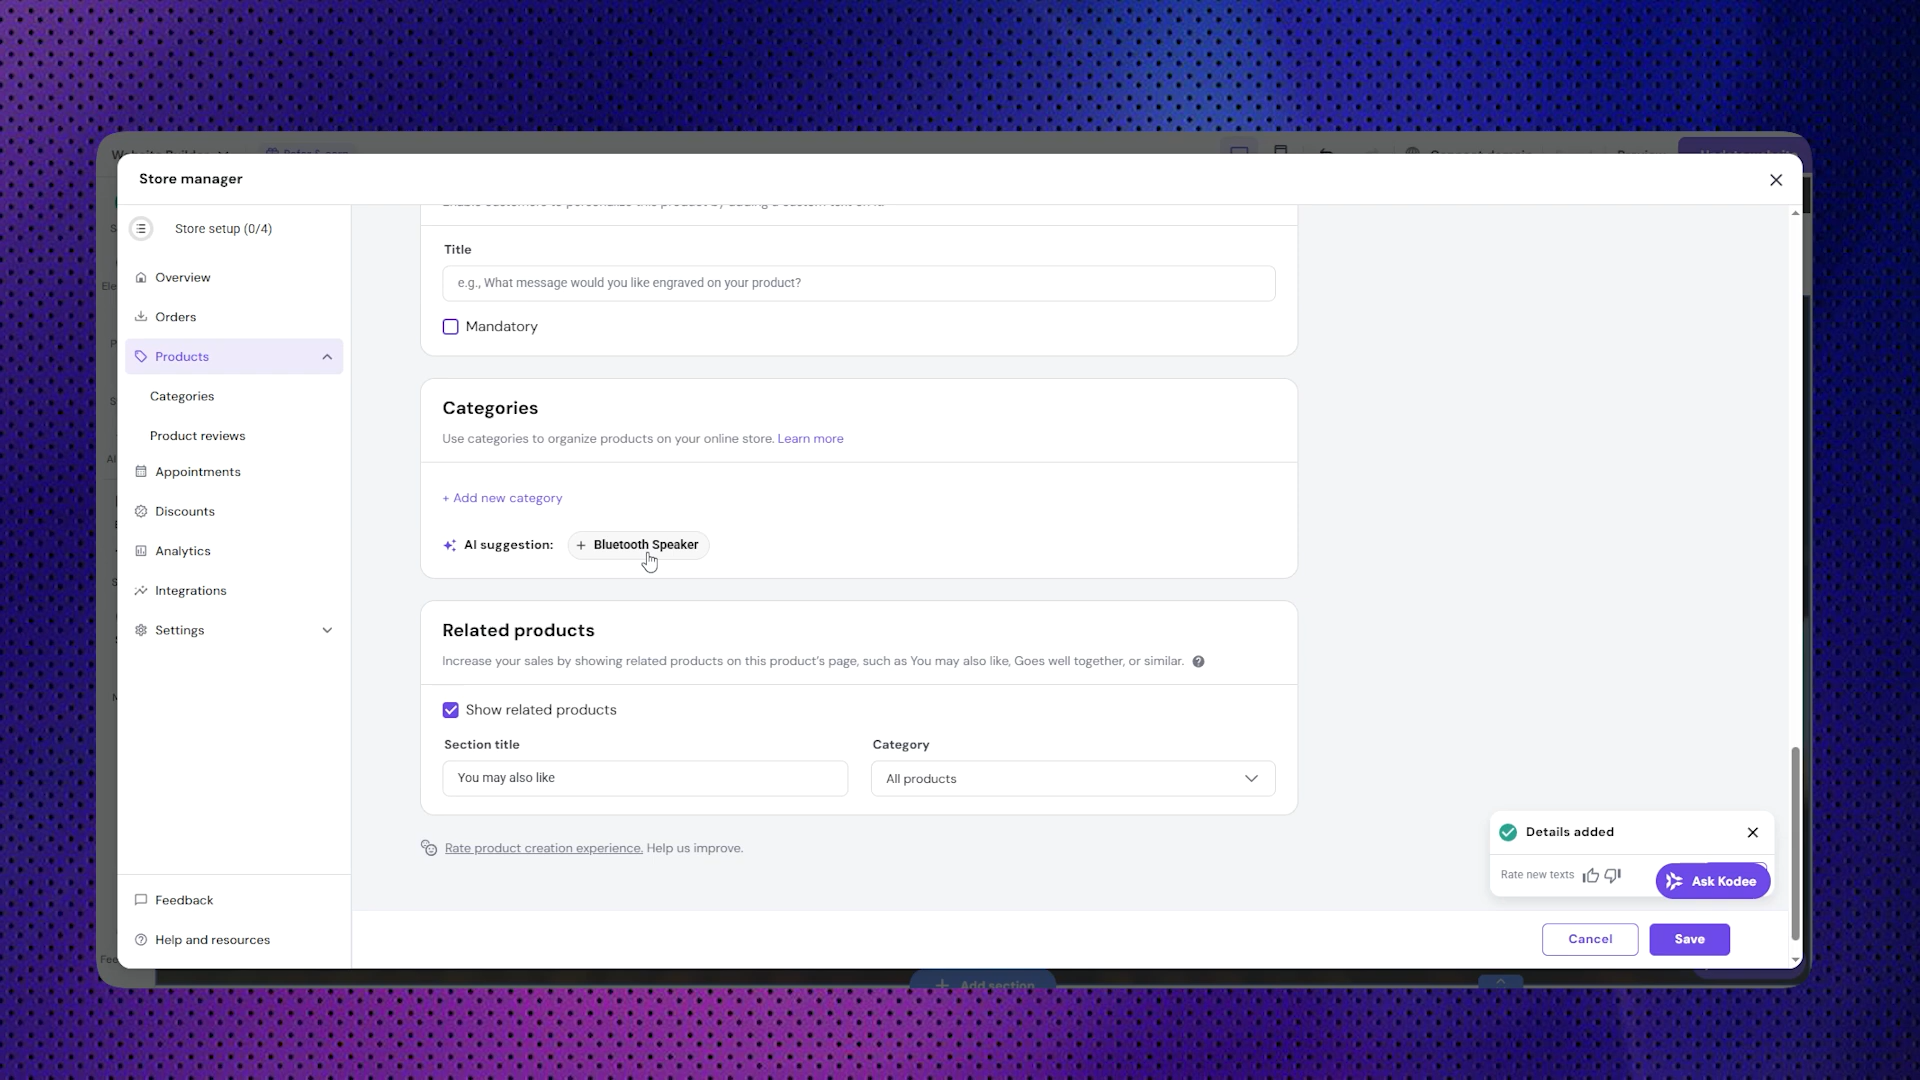 Store manager
Store setup (0/4)
Overview
Orders
Products
Categories
Product reviews
Appointments
Discounts
Analytics
Integrations
Settings
Feedback
Help and resources
Title
e.g., What message would you like engraved on your product?
Mandatory
Categories
Use categories to organize products on your online store. Learn more
+ Add new category
AI suggestion: + Bluetooth Speaker
Related products
Increase your sales by showing related products on this product's page, such as You may also like, Goes well together, or similar.
Show related products
Section title
Category
You may also like
All products
Rate product creation experience. Help us improve.
Details added
Rate new texts
Ask Kodee
Cancel
Save
Add section